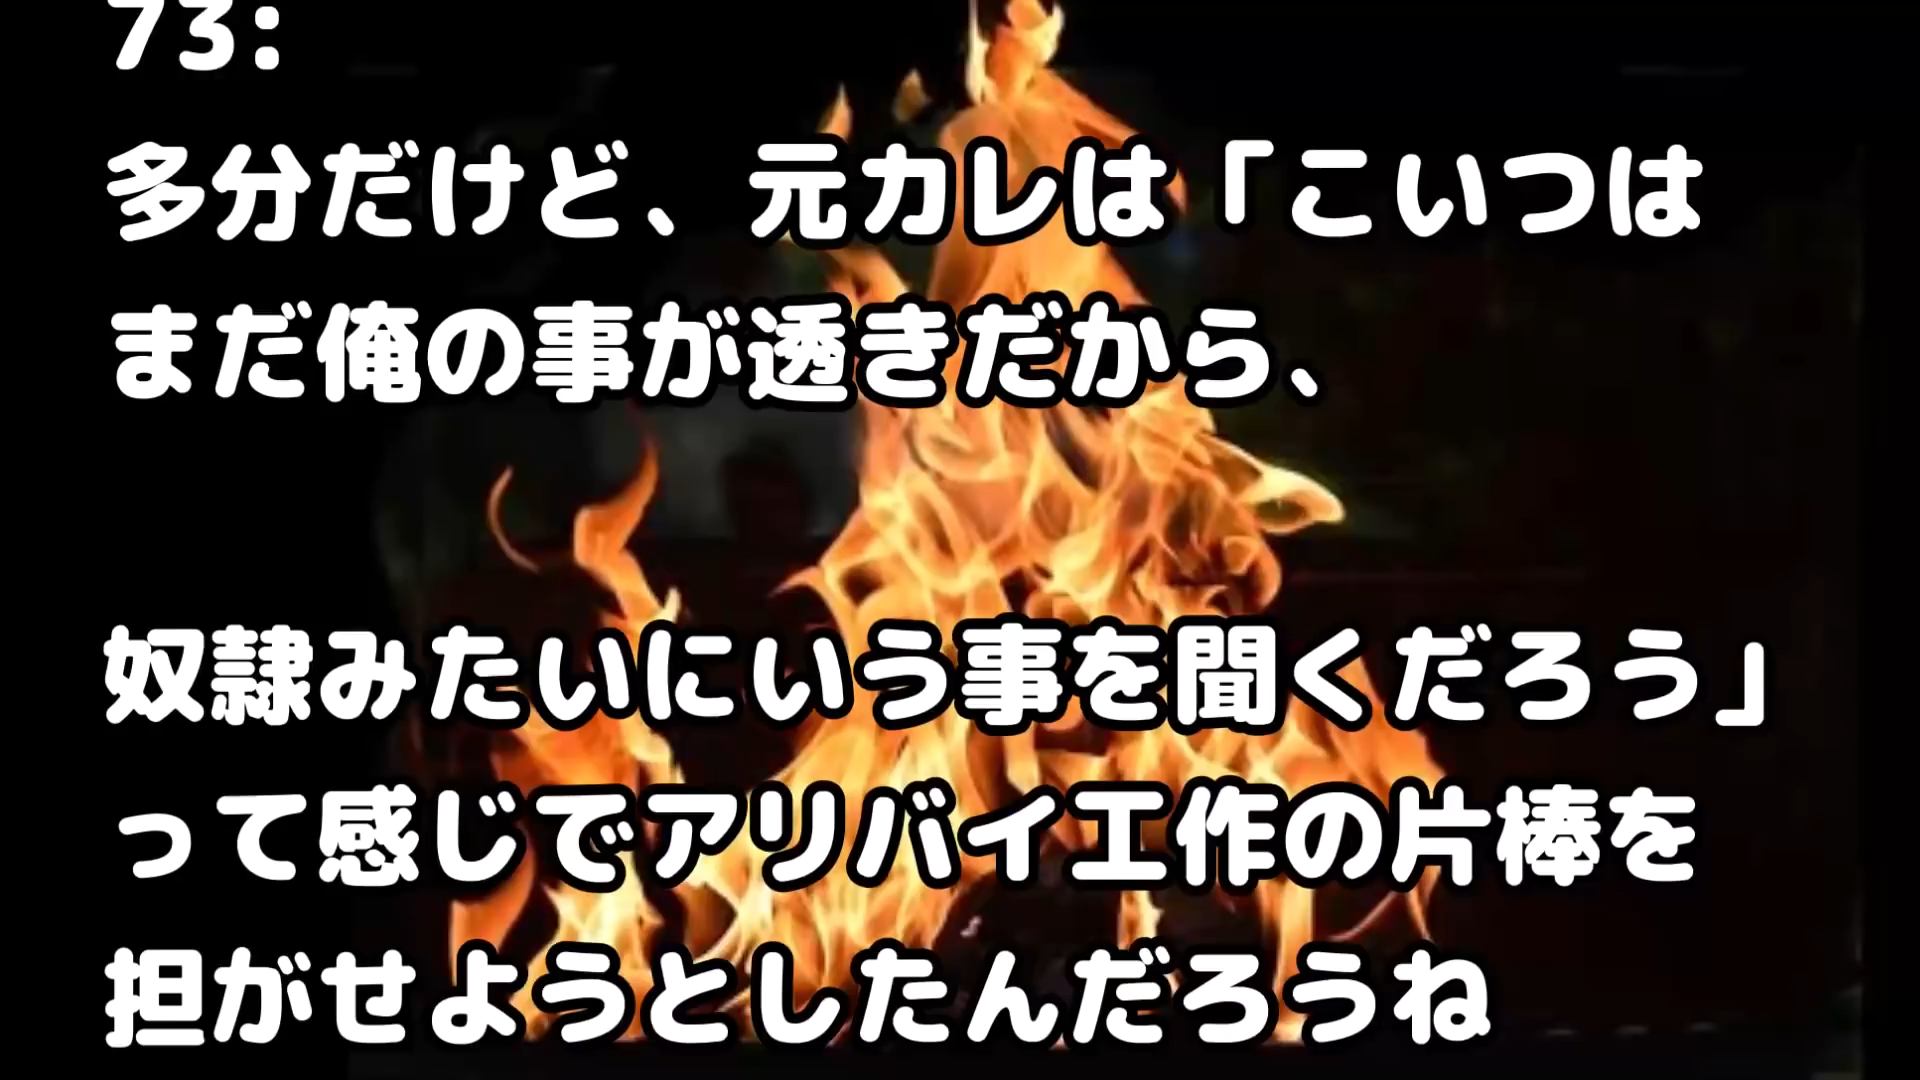 73:
多分だけど、元カレは「こいつは
まだ俺の事が透きだから、
奴隷みたいにいう事を聞くだろう」
って感じでアリバイ工作の片棒を
担がせようとしたんだろうね